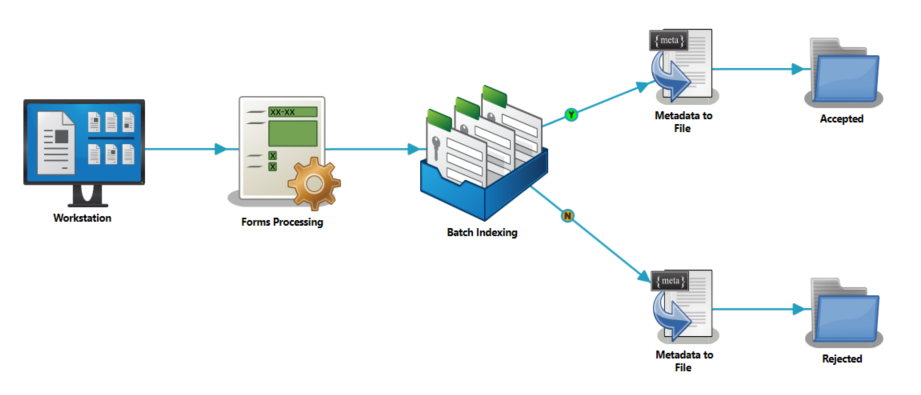 Workstation
XX-XX
X
X
Forms Processing
Batch Indexing
Y
N
{meta}
Metadata to
File
Accepted
{meta}
Metadata to
File
Rejected